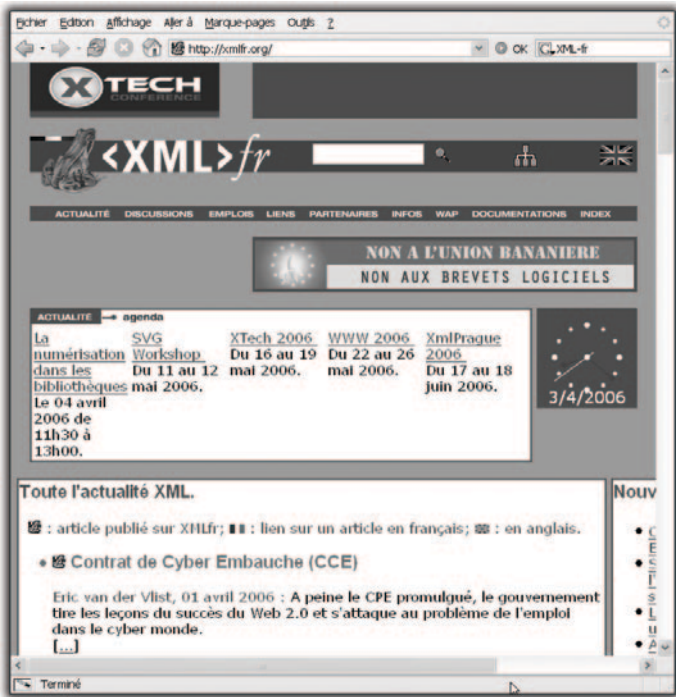 Fichier Edition Affichage Aller à Marque-pages Outils ?
http://xmlfr.org/ OK XML-fr
XTECH
CONFERENCE
<XML>fr
ACTUALITÉ DISCUSSIONS EMPLOIS LIENS PARTENAIRES INFOS WAP DOCUMENTATIONS INDEX
NON A L'UNION BANANIERE
NON AUX BREVETS LOGICIELS
ACTUALITÉ agenda
La numérisation dans les bibliothèques
Le 04 avril 2006 de 11h30 à 13h00.
SVG Workshop
Du 11 au 12 mai 2006.
XTech 2006
Du 16 au 19 mai 2006.
WWW 2006
Du 22 au 26 mai 2006.
XmlPrague 2006
Du 17 au 18 juin 2006.
3/4/2006
Toute l'actualité XML.
: article publié sur XMLfr; : lien sur un article en français; : en anglais.
• Contrat de Cyber Embauche (CCE)
Eric van der Vlist, 01 avril 2006 : A peine le CPE promulgué, le gouvernement
tire les leçons du succès du Web 2.0 et s'attaque au problème de l'emploi
dans le cyber monde.
[...]
Nouv
Terminé